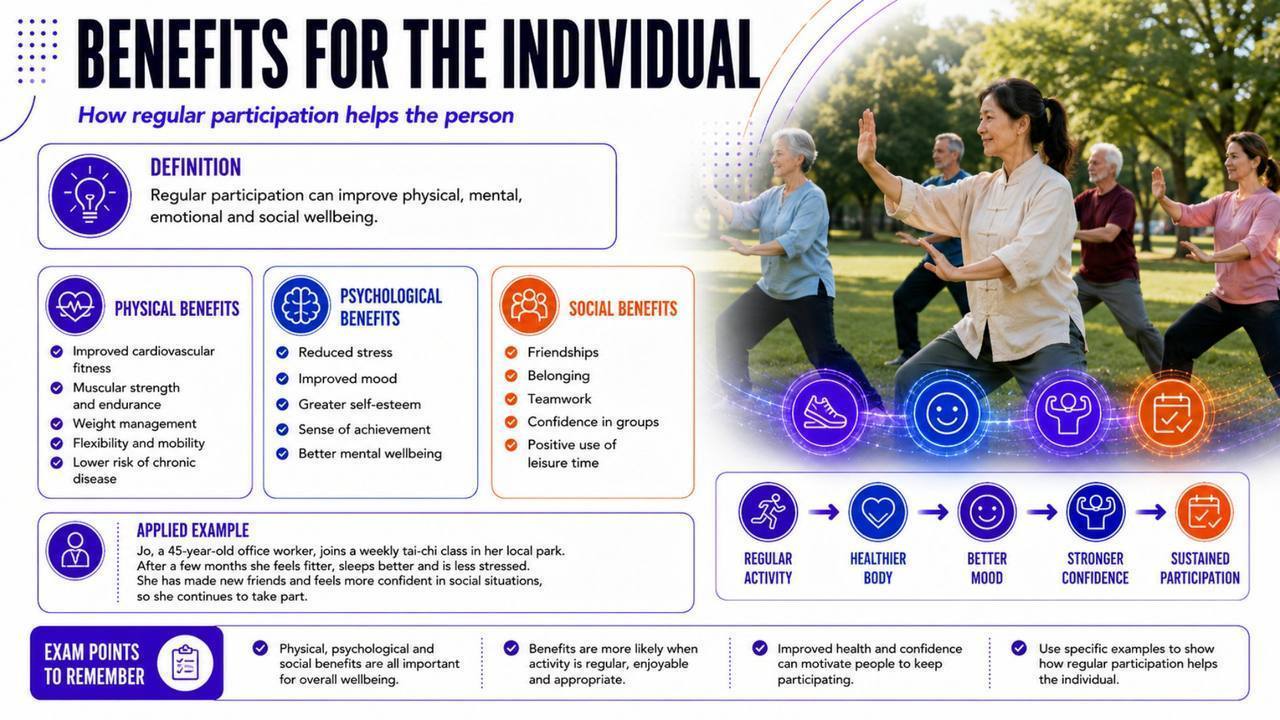 BENEFITS FOR THE INDIVIDUAL
How regular participation helps the person
DEFINITION
Regular participation can improve physical, mental,
emotional and social wellbeing.
PHYSICAL BENEFITS
Improved cardiovascular
fitness
Muscular strength
and endurance
Weight management
Flexibility and mobility
Lower risk of chronic
disease
PSYCHOLOGICAL
BENEFITS
Reduced stress
Improved mood
Greater self-esteem
Sense of achievement
Better mental wellbeing
SOCIAL BENEFITS
Friendships
Belonging
Teamwork
Confidence in groups
Positive use of
leisure time
APPLIED EXAMPLE
Jo, a 45-year-old office worker, joins a weekly tai-chi class in her local park.
After a few months she feels fitter, sleeps better and is less stressed.
She has made new friends and feels more confident in social situations,
so she continues to take part.
REGULAR
ACTIVITY
HEALTHIER
BODY
BETTER
MOOD
STRONGER
CONFIDENCE
SUSTAINED
PARTICIPATION
EXAM POINTS
TO REMEMBER
Physical, psychological and
social benefits are all important
for overall wellbeing.
Benefits are more likely when
activity is regular, enjoyable
and appropriate.
Improved health and confidence
can motivate people to keep
participating.
Use specific examples to show
how regular participation helps
the individual.